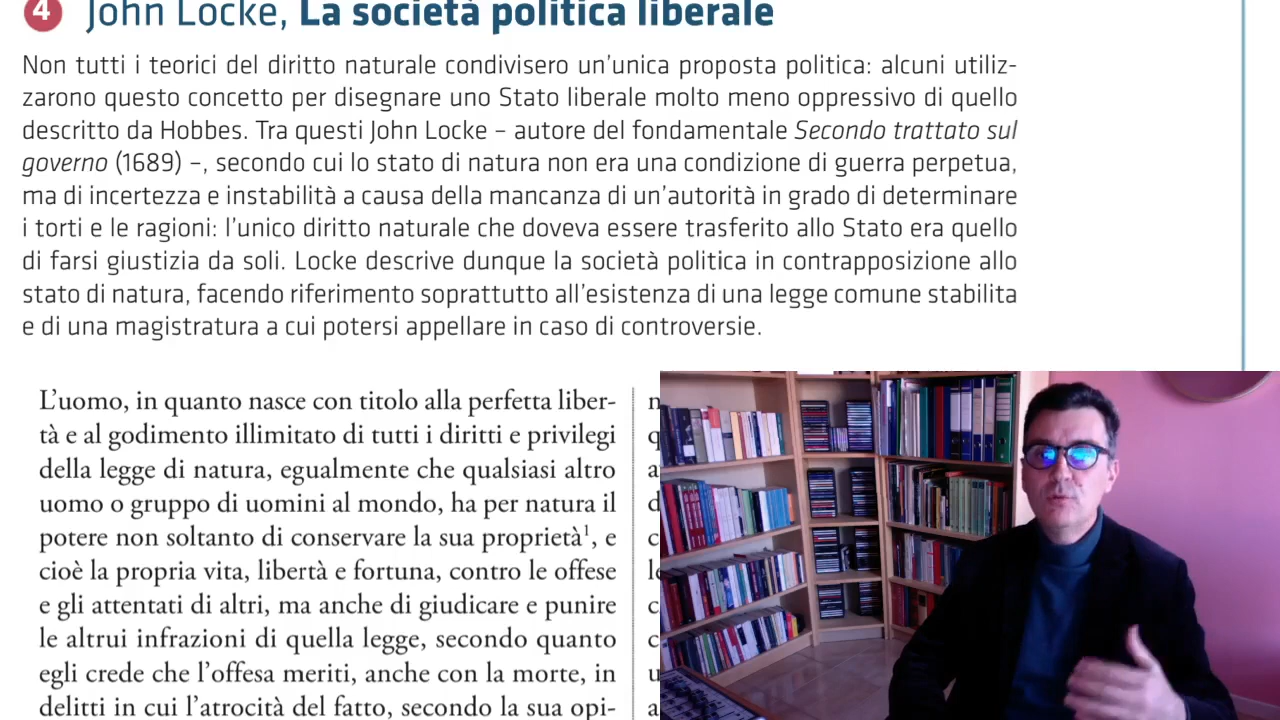 4 John Locke, La società politica liberale
Non tutti i teorici del diritto naturale condivisero un'unica proposta politica: alcuni utiliz-
zarono questo concetto per disegnare uno Stato liberale molto meno oppressivo di quello
descritto da Hobbes. Tra questi John Locke – autore del fondamentale Secondo trattato sul
governo (1689) –, secondo cui lo stato di natura non era una condizione di guerra perpetua,
ma di incertezza e instabilità a causa della mancanza di un'autorità in grado di determinare
i torti e le ragioni: l'unico diritto naturale che doveva essere trasferito allo Stato era quello
di farsi giustizia da soli. Locke descrive dunque la società politica in contrapposizione allo
stato di natura, facendo riferimento soprattutto all'esistenza di una legge comune stabilita
e di una magistratura a cui potersi appellare in caso di controversie.
L'uomo, in quanto nasce con titolo alla perfetta liber-
tà e al godimento illimitato di tutti i diritti e privilegi
della legge di natura, egualmente che qualsiasi altro
uomo o gruppo di uomini al mondo, ha per natura il
potere non soltanto di conservare la sua proprietà¹, e
cioè la propria vita, libertà e fortuna, contro le offese
e gli attentati di altri, ma anche di giudicare e punire
le altrui infrazioni di quella legge, secondo quanto
egli crede che l'offesa meriti, anche con la morte, in
delitti in cui l'atrocità del fatto, secondo la sua opi-